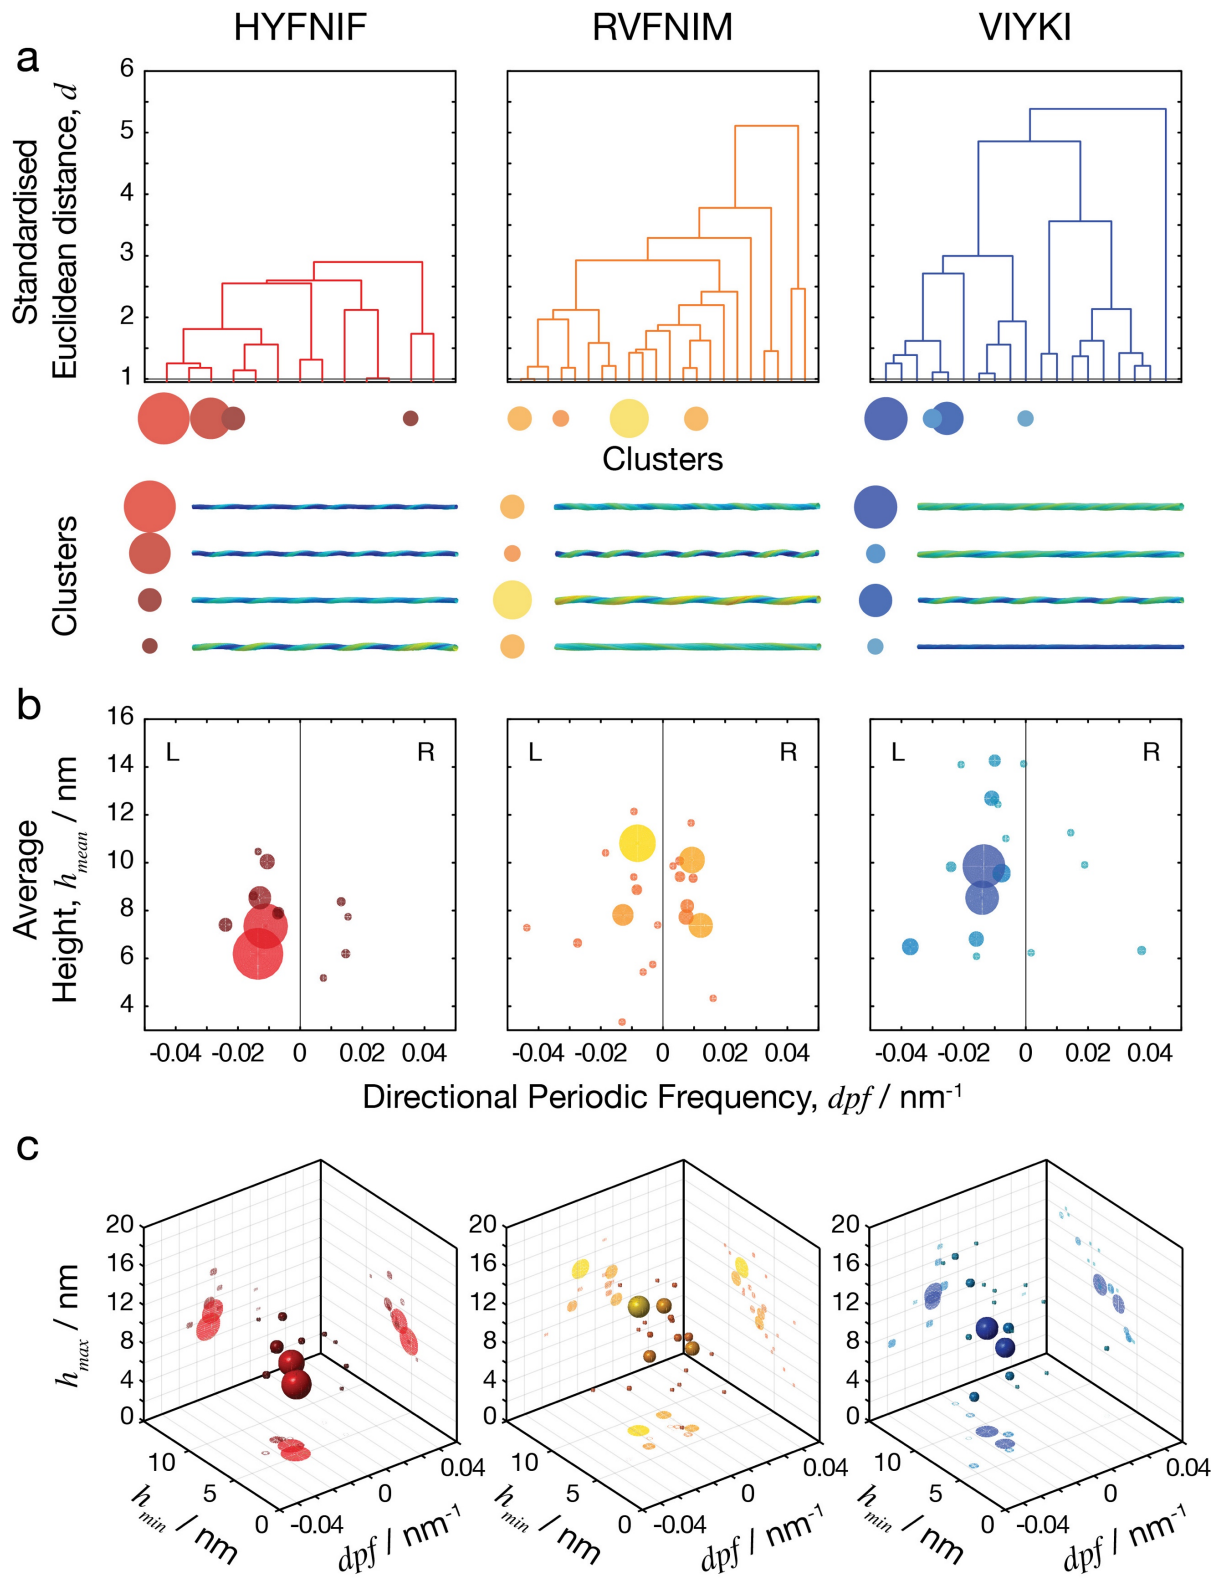 HYFNIF RVFNIM VIYKI
a
Standardised
Euclidean distance, d
6
5
4
3
2
1
Clusters
Clusters
b
Average
Height, h_mean / nm
16
14
12
10
8
6
4
L R L R L R
-0.04 -0.02 0 0.02 0.04 -0.04 -0.02 0 0.02 0.04 -0.04 -0.02 0 0.02 0.04
Directional Periodic Frequency, dpf / nm⁻¹
c
h_max / nm
20 20 20
16 16 16
12 12 12
8 8 8
4 4 4
0 0 0
10 0.04 10 0.04 10 0.04
5 0 5 0 5 0
0 -0.04 0 -0.04 0 -0.04
h_min / nm dpf / nm⁻¹ h_min / nm dpf / nm⁻¹ h_min / nm dpf / nm⁻¹